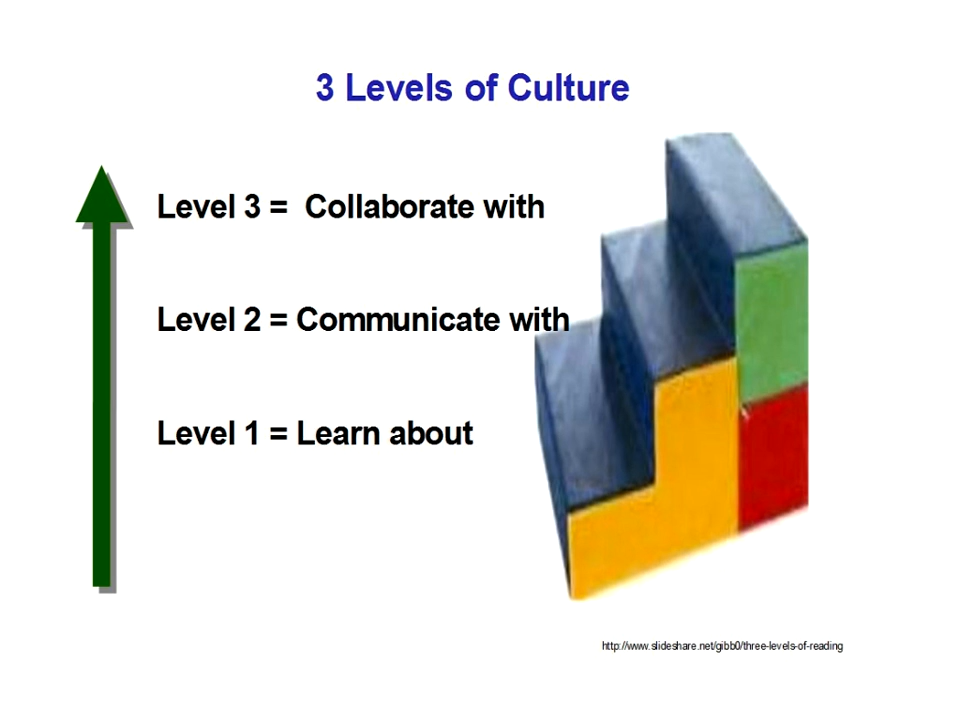 3 Levels of Culture
Level 3 =  Collaborate with
Level 2 = Communicate with
Level 1 = Learn about
http://www.slideshare.net/gibb0/three-levels-of-reading